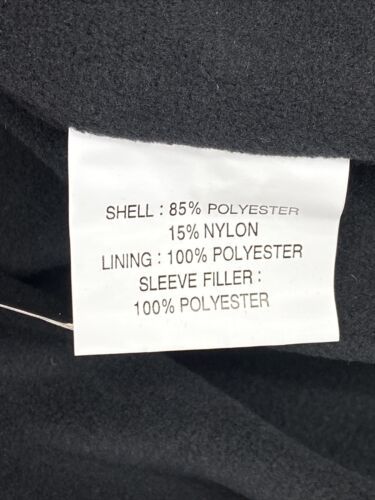 SHELL : 85% POLYESTER
15% NYLON
LINING : 100% POLYESTER
SLEEVE FILLER :
100% POLYESTER